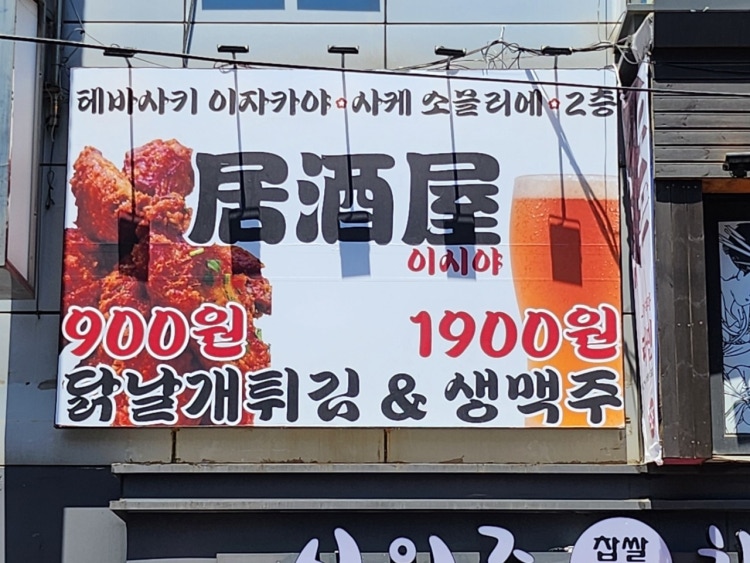 테바사키 이자카야 사케 소믈리에 2층
居酒屋
이시야
900원 1900원
닭날개튀김 & 생맥주
찹쌀